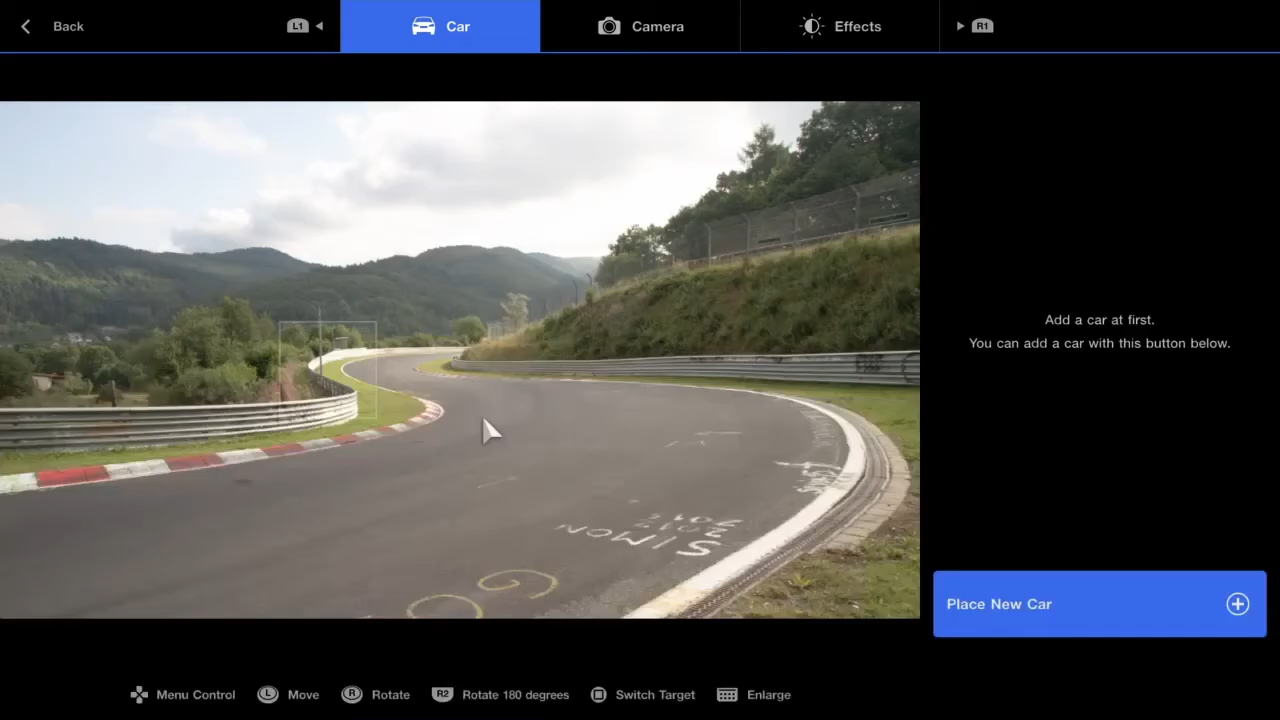 Back
L1
Car
Camera
Effects
R1
Add a car at first.
You can add a car with this button below.
SIMON
Place New Car
Menu Control
L Move
R Rotate
R2 Rotate 180 degrees
Switch Target
Enlarge